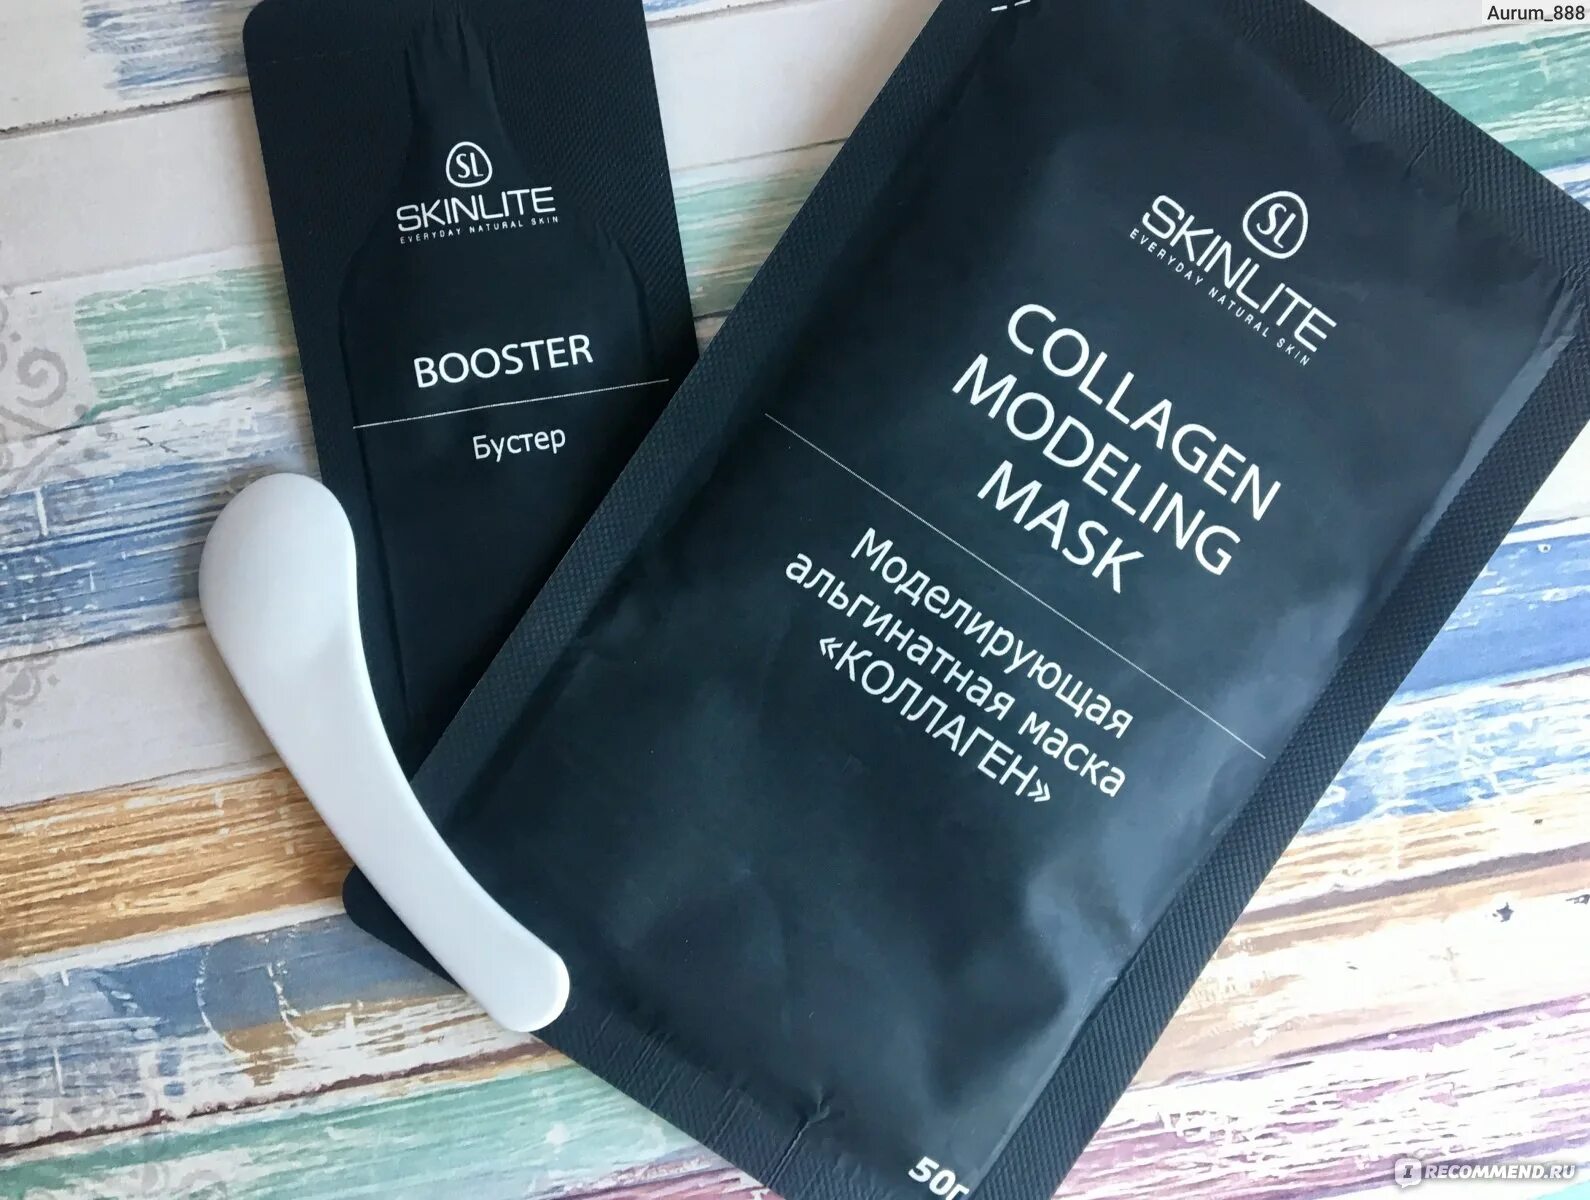 Aurum_888
SL
SKINLITE
EVERYDAY NATURAL SKIN
BOOSTER
Бустер
SL
SKINLITE
EVERYDAY NATURAL SKIN
COLLAGEN
MODELING
MASK
Моделирующая
альгинатная маска
«КОЛЛАГЕН»
50г
I RECOMMEND.RU